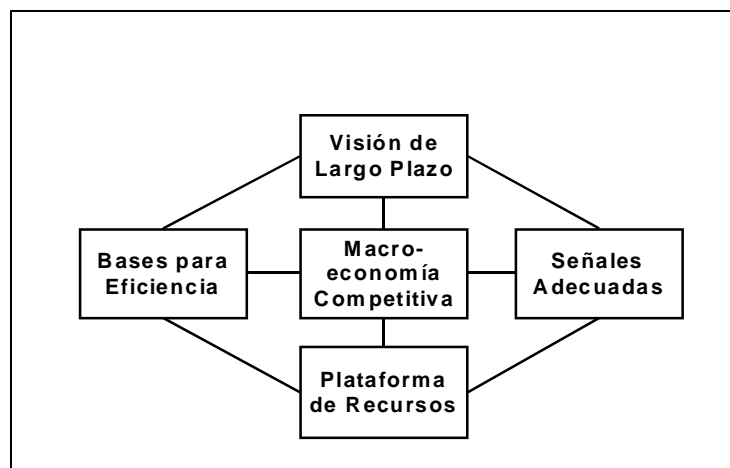 Visión de
Largo Plazo
Bases para
Eficiencia
Macro-
economía
Competitiva
Señales
Adecuadas
Plataforma
de Recursos